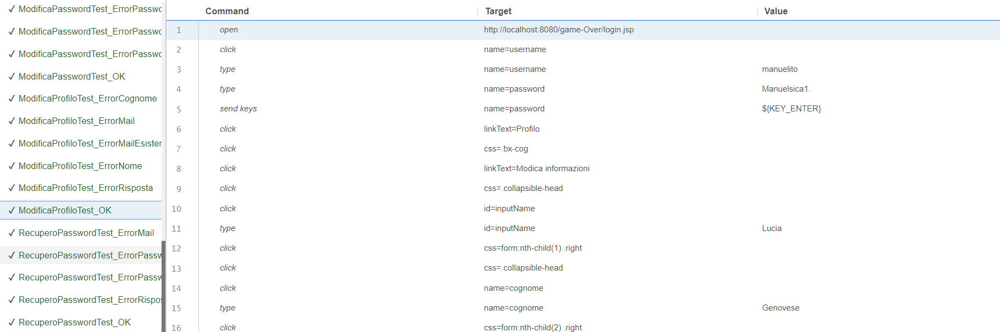 ModificaPasswordTest_ErrorPasswo
ModificaPasswordTest_ErrorPasswo
ModificaPasswordTest_ErrorPasswo
ModificaPasswordTest_OK
ModificaProfiloTest_ErrorCognome
ModificaProfiloTest_ErrorMail
ModificaProfiloTest_ErrorMailEsister
ModificaProfiloTest_ErrorNome
ModificaProfiloTest_ErrorRisposta
ModificaProfiloTest_OK
RecuperoPasswordTest_ErrorMail
RecuperoPasswordTest_ErrorPassw
RecuperoPasswordTest_ErrorPassw
RecuperoPasswordTest_ErrorRispos
RecuperoPasswordTest_OK
Command Target Value
1 open http://localhost:8080/game-Over/login.jsp
2 click name=username
3 type name=username manuelito
4 type name=password Manuelsica1.
5 send keys name=password ${KEY_ENTER}
6 click linkText=Profilo
7 click css=.bx-cog
8 click linkText=Modica informazioni
9 click css=.collapsible-head
10 click id=inputName
11 type id=inputName Lucia
12 click css=form:nth-child(1) .right
13 click css=.collapsible-head
14 click name=cognome
15 type name=cognome Genovese
16 click css=form:nth-child(2) .right